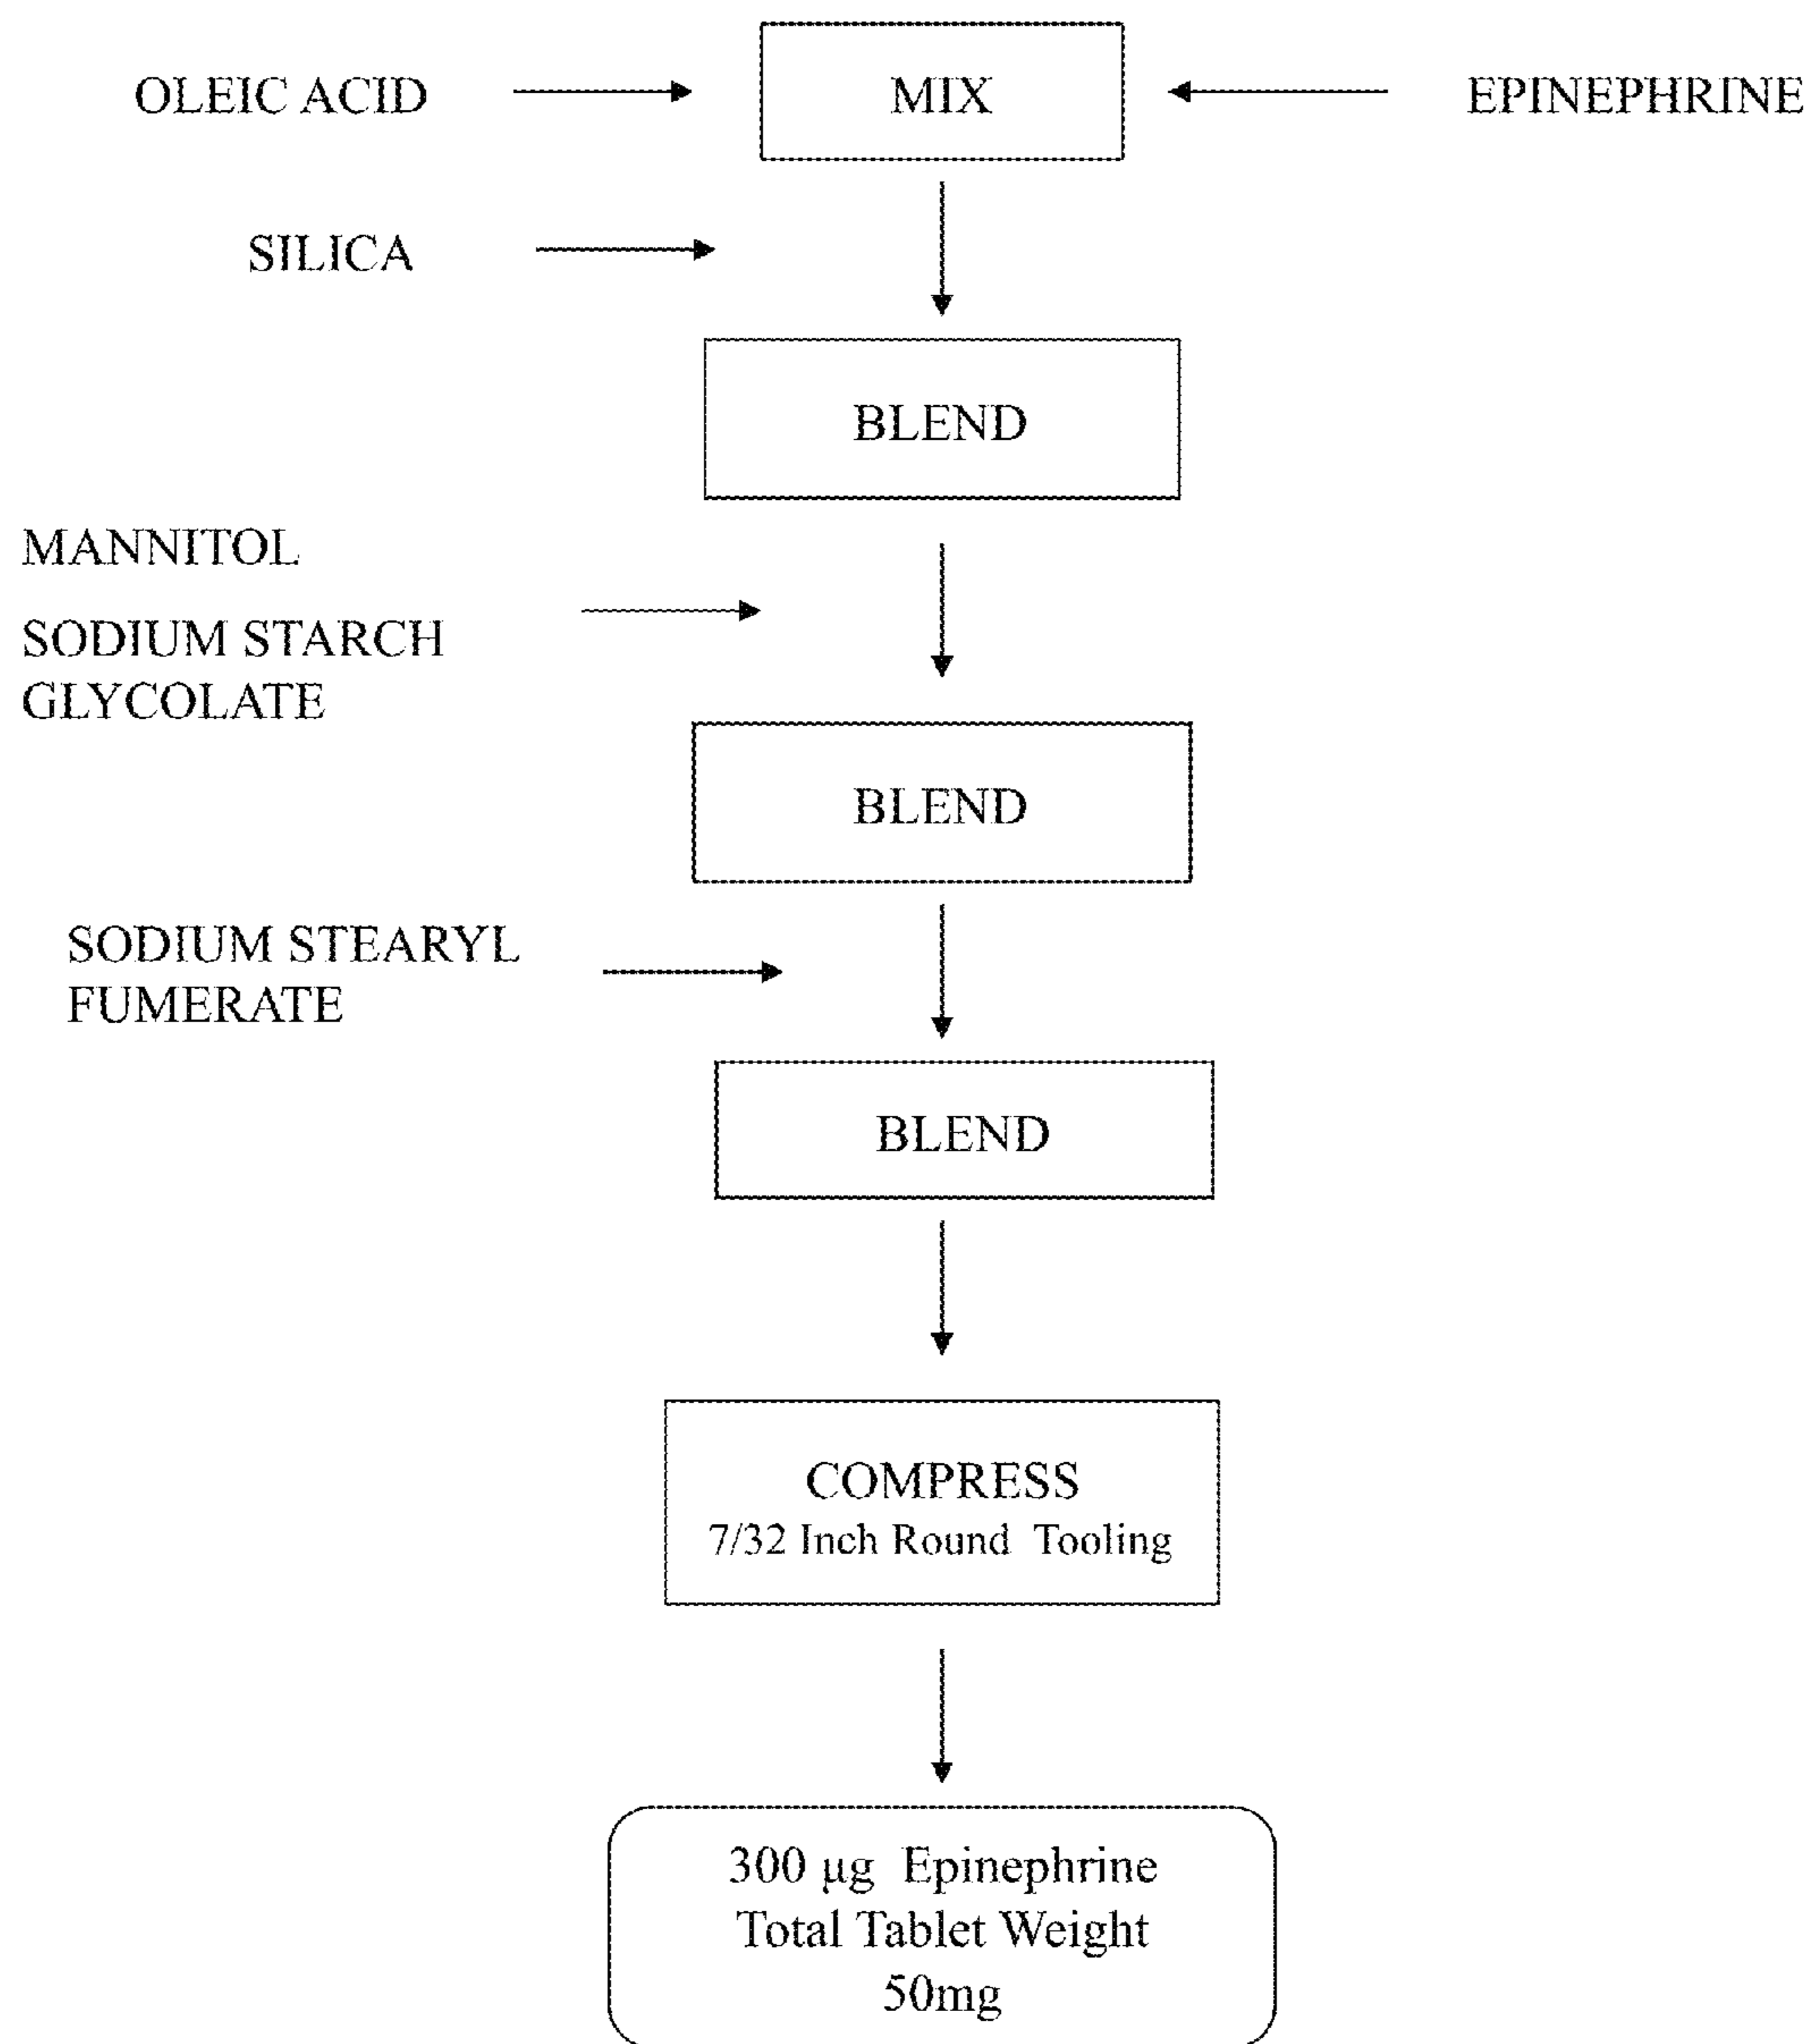 OLEIC ACID
MIX
EPINEPHRINE
SILICA
BLEND
MANNITOL
SODIUM STARCH
GLYCOLATE
BLEND
SODIUM STEARYL
FUMERATE
BLEND
COMPRESS
7/32 Inch Round Tooling
300 µg Epinephrine
Total Tablet Weight
50mg